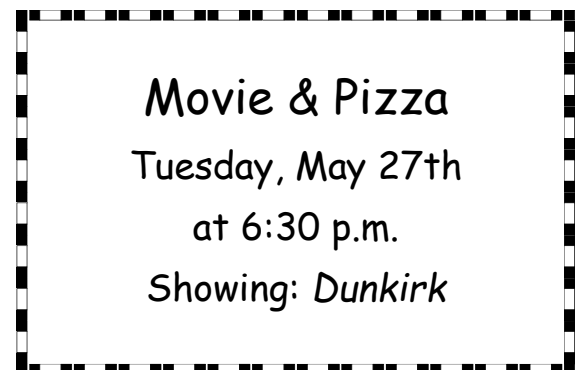 Movie & Pizza
Tuesday, May 27th
at 6:30 p.m.
Showing: Dunkirk